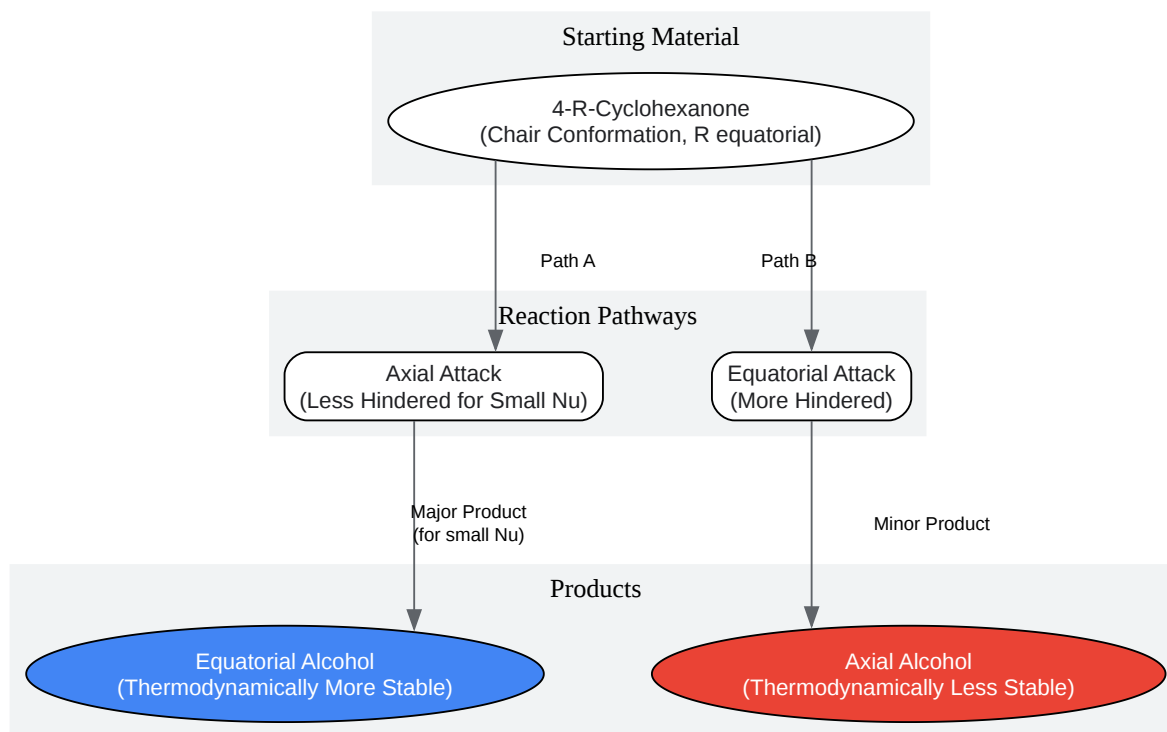 Starting Material
4-R-Cyclohexanone
(Chair Conformation, R equatorial)
Path A
Path B
Reaction Pathways
Axial Attack
(Less Hindered for Small Nu)
Equatorial Attack
(More Hindered)
Major Product
(for small Nu)
Minor Product
Products
Equatorial Alcohol
(Thermodynamically More Stable)
Axial Alcohol
(Thermodynamically Less Stable)